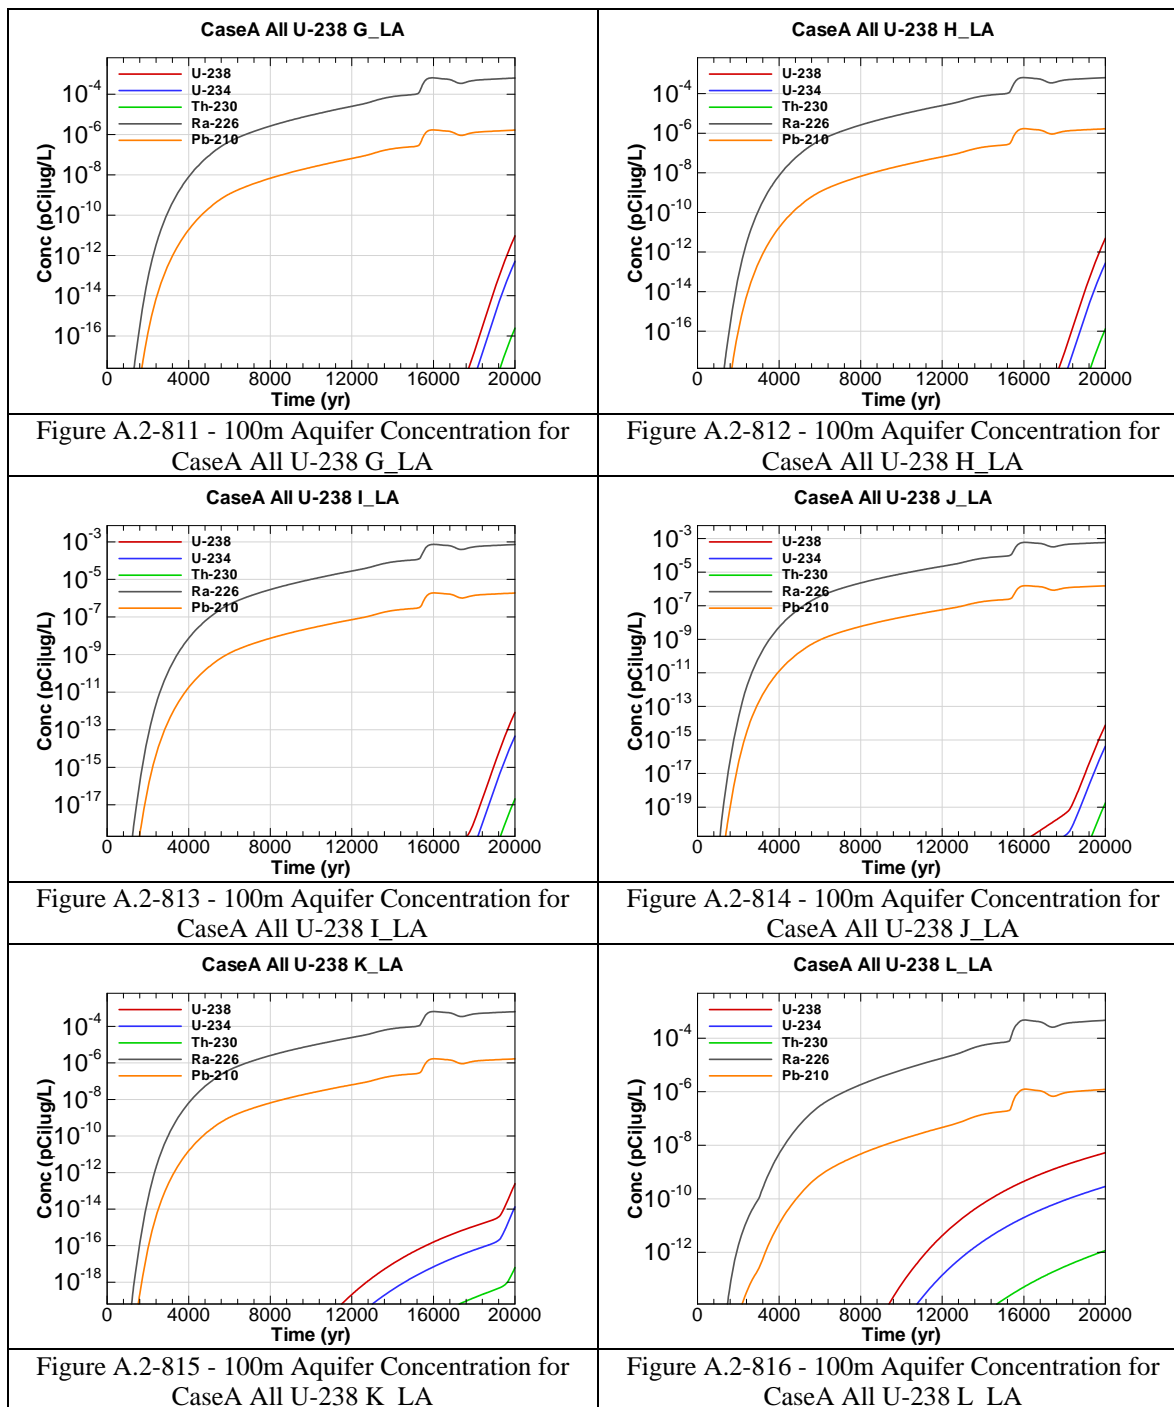 CaseA All U-238 G_LA
U-238
U-234
Th-230
Ra-226
Pb-210
Conc (pCi|ug/L)
10-4
10-6
10-8
10-10
10-12
10-14
10-16
0 4000 8000 12000 16000 20000
Time (yr)
Figure A.2-811 - 100m Aquifer Concentration for
CaseA All U-238 G_LA
CaseA All U-238 H_LA
U-238
U-234
Th-230
Ra-226
Pb-210
Conc (pCi|ug/L)
10-4
10-6
10-8
10-10
10-12
10-14
10-16
0 4000 8000 12000 16000 20000
Time (yr)
Figure A.2-812 - 100m Aquifer Concentration for
CaseA All U-238 H_LA
CaseA All U-238 I_LA
U-238
U-234
Th-230
Ra-226
Pb-210
Conc (pCi|ug/L)
10-3
10-5
10-7
10-9
10-11
10-13
10-15
10-17
0 4000 8000 12000 16000 20000
Time (yr)
Figure A.2-813 - 100m Aquifer Concentration for
CaseA All U-238 I_LA
CaseA All U-238 J_LA
U-238
U-234
Th-230
Ra-226
Pb-210
Conc (pCi|ug/L)
10-3
10-5
10-7
10-9
10-11
10-13
10-15
10-17
10-19
0 4000 8000 12000 16000 20000
Time (yr)
Figure A.2-814 - 100m Aquifer Concentration for
CaseA All U-238 J_LA
CaseA All U-238 K_LA
U-238
U-234
Th-230
Ra-226
Pb-210
Conc (pCi|ug/L)
10-4
10-6
10-8
10-10
10-12
10-14
10-16
10-18
0 4000 8000 12000 16000 20000
Time (yr)
Figure A.2-815 - 100m Aquifer Concentration for
CaseA All U-238 K_LA
CaseA All U-238 L_LA
U-238
U-234
Th-230
Ra-226
Pb-210
Conc (pCi|ug/L)
10-4
10-6
10-8
10-10
10-12
0 4000 8000 12000 16000 20000
Time (yr)
Figure A.2-816 - 100m Aquifer Concentration for
CaseA All U-238 L_LA